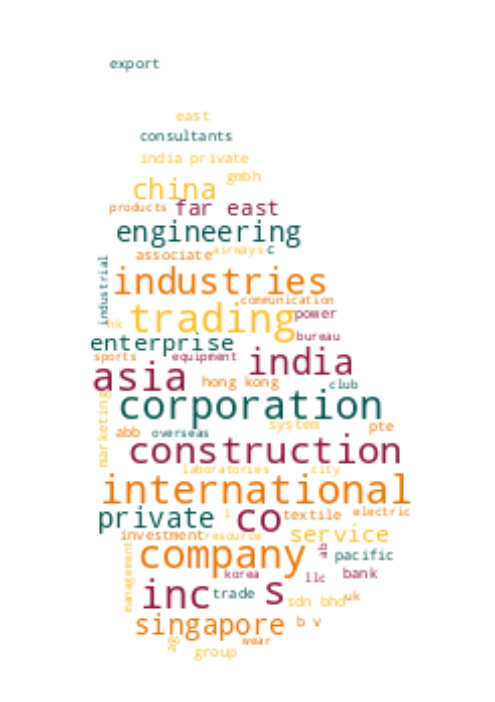 export
east
consultants
india private
gmbh
china
products far east
engineering
associate airways c
industrial
industries
communication
trading power
hk
bureau
enterprise
sports equipment india
asia hong kong club
corporation
marketing
system
abb overseas pte
construction
laboratories city
international
private co textile electric
l
investment resource service
company ab pacific
management
korea llc bank
inc trade s sdn bhd uk
singapore b v
wear
group